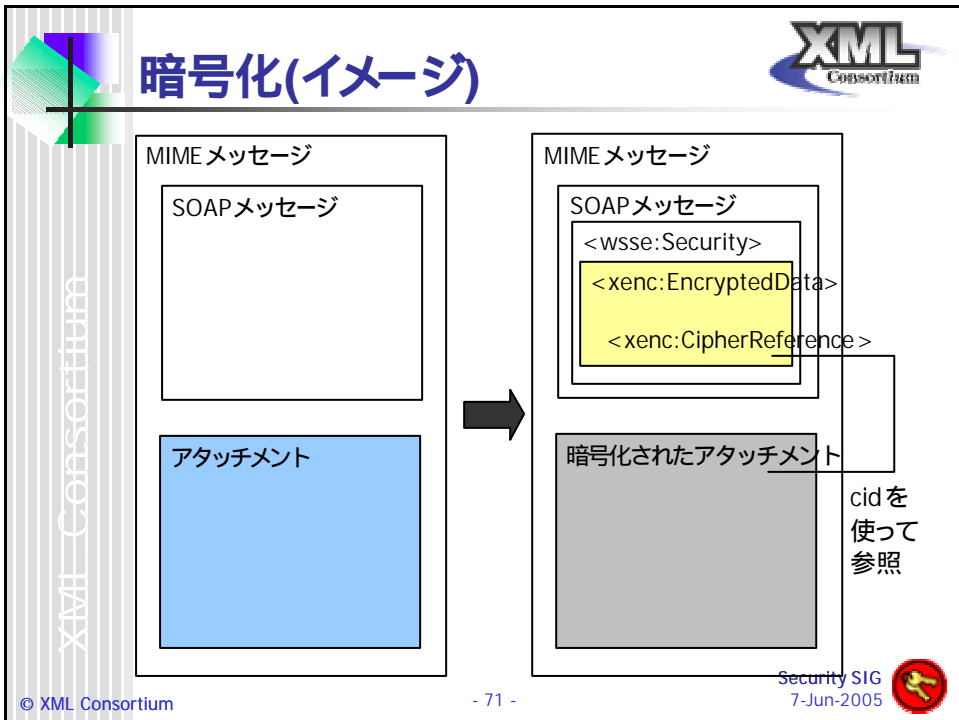 暗号化(イメージ)
XML
Consortium
MIMEメッセージ
SOAPメッセージ
アタッチメント
MIMEメッセージ
SOAPメッセージ
<wsse:Security>
<xenc:EncryptedData>
<xenc:CipherReference>
暗号化されたアタッチメント
cidを
使って
参照
XML Consortium
© XML Consortium
- 71 -
Security SIG
7-Jun-2005